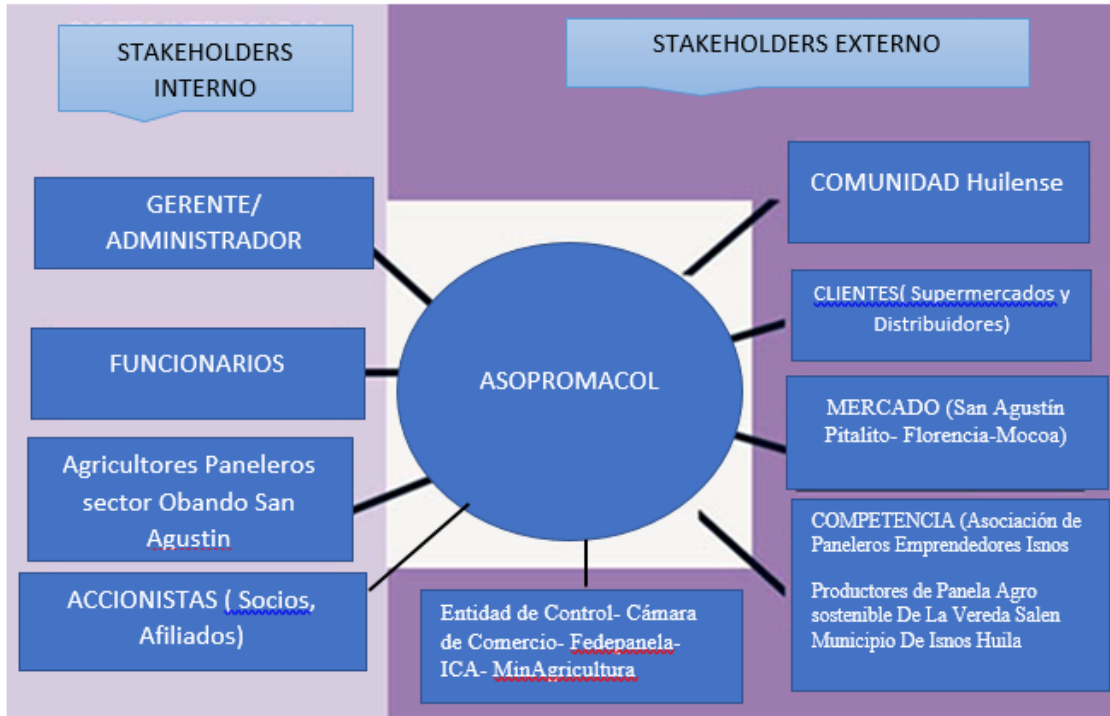 STAKEHOLDERS
INTERNO
STAKEHOLDERS EXTERNO
GERENTE/
ADMINISTRADOR
FUNCIONARIOS
Agricultores Paneleros
sector Obando San
Agustin
ACCIONISTAS ( Socios,
Afiliados)
ASOPROMACOL
Entidad de Control- Cámara
de Comercio- Fedepanela-
ICA- MinAgricultura
COMUNIDAD Huilense
CLIENTES( Supermercados y
Distribuidores)
MERCADO (San Agustín
Pitalito- Florencia-Mocoa)
COMPETENCIA (Asociación de
Paneleros Emprendedores Isnos
Productores de Panela Agro
sostenible De La Vereda Salen
Municipio De Isnos Huila